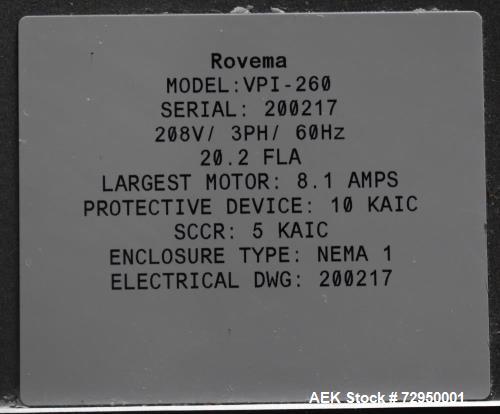 Rovema
MODEL:VPI-260
SERIAL: 200217
208V/ 3PH/ 60Hz
20.2 FLA
LARGEST MOTOR: 8.1 AMPS
PROTECTIVE DEVICE: 10 KAIC
SCCR: 5 KAIC
ENCLOSURE TYPE: NEMA 1
ELECTRICAL DWG: 200217
AEK Stock # 72950001